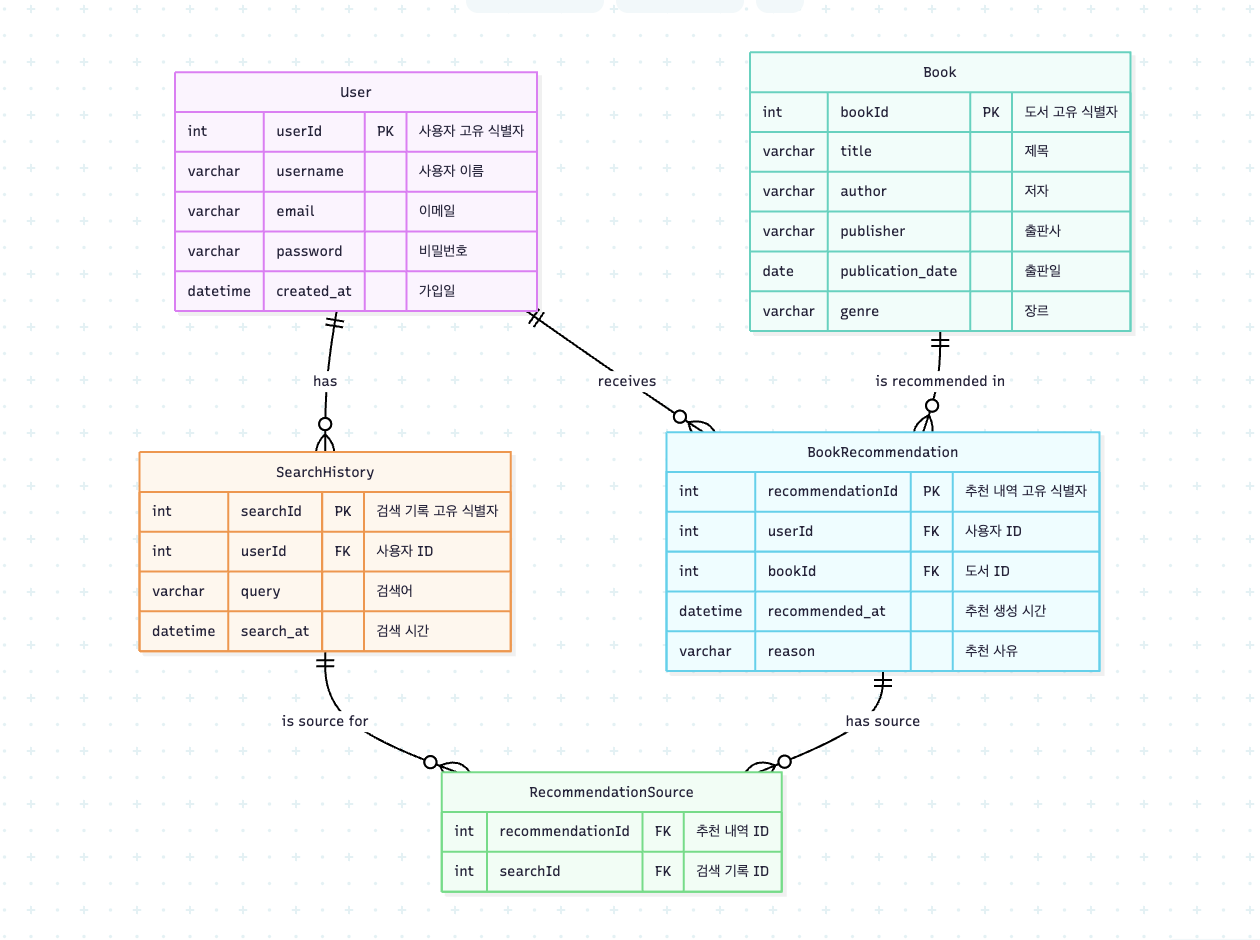 User
int userId PK 사용자 고유 식별자
varchar username 사용자 이름
varchar email 이메일
varchar password 비밀번호
datetime created_at 가입일
Book
int bookId PK 도서 고유 식별자
varchar title 제목
varchar author 저자
varchar publisher 출판사
date publication_date 출판일
varchar genre 장르
has
receives
is recommended in
SearchHistory
int searchId PK 검색 기록 고유 식별자
int userId FK 사용자 ID
varchar query 검색어
datetime search_at 검색 시간
BookRecommendation
int recommendationId PK 추천 내역 고유 식별자
int userId FK 사용자 ID
int bookId FK 도서 ID
datetime recommended_at 추천 생성 시간
varchar reason 추천 사유
is source for
has source
RecommendationSource
int recommendationId FK 추천 내역 ID
int searchId FK 검색 기록 ID